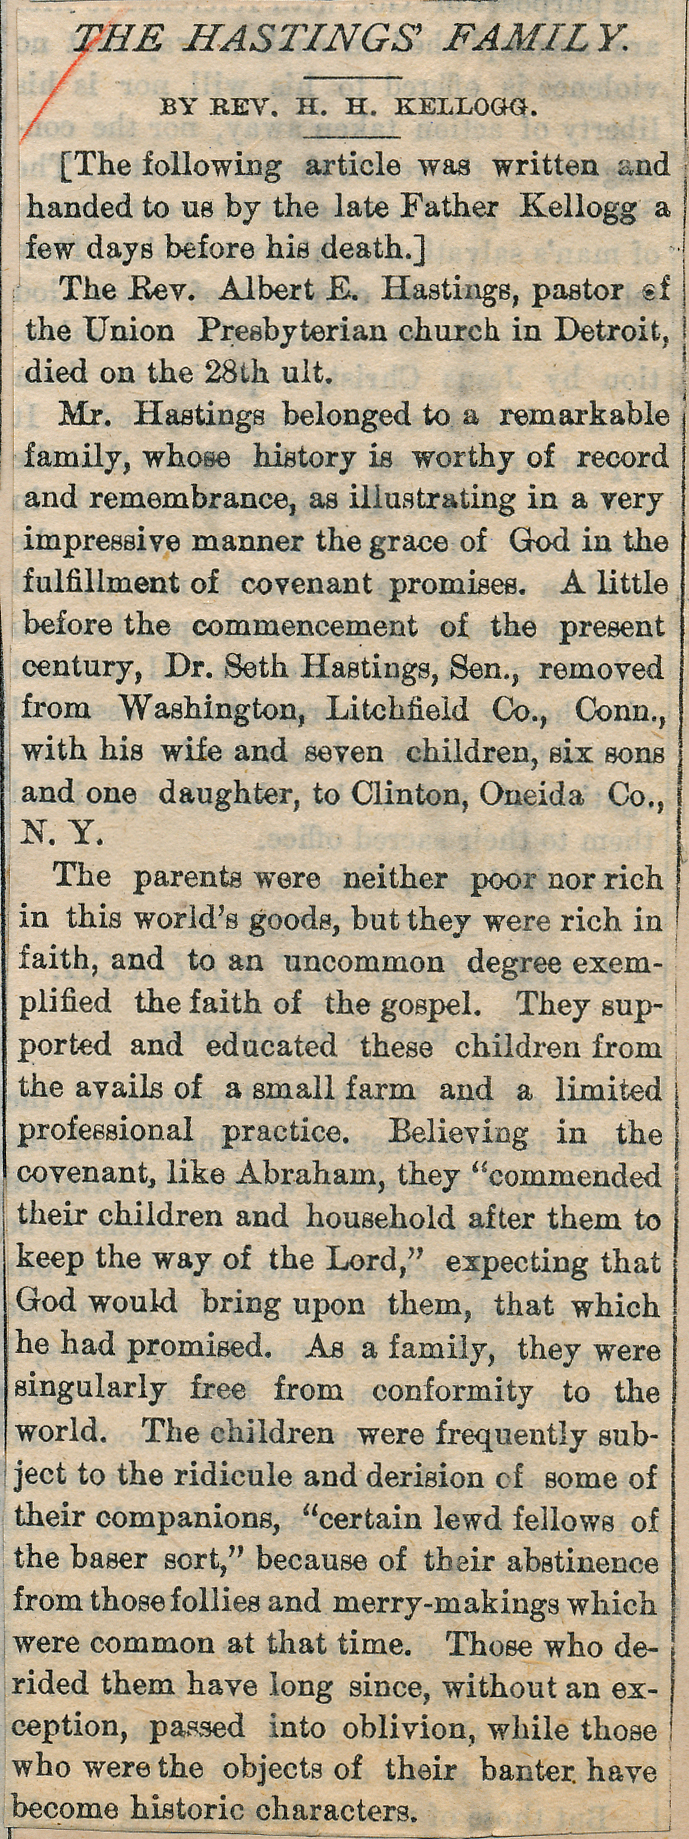 THE HASTINGS' FAMILY.
BY REV. H. H. KELLOGG.
[The following article was written and
handed to us by the late Father Kellogg a
few days before his death.]
The Rev. Albert E. Hastings, pastor of
the Union Presbyterian church in Detroit,
died on the 28th ult.
Mr. Hastings belonged to a remarkable
family, whose history is worthy of record
and remembrance, as illustrating in a very
impressive manner the grace of God in the
fulfillment of covenant promises. A little
before the commencement of the present
century, Dr. Seth Hastings, Sen., removed
from Washington, Litchfield Co., Conn.,
with his wife and seven children, six sons
and one daughter, to Clinton, Oneida Co.,
N. Y.
The parents were neither poor nor rich
in this world's goods, but they were rich in
faith, and to an uncommon degree exem-
plified the faith of the gospel. They sup-
ported and educated these children from
the avails of a small farm and a limited
professional practice. Believing in the
covenant, like Abraham, they "commended
their children and household after them to
keep the way of the Lord," expecting that
God would bring upon them, that which
he had promised. As a family, they were
singularly free from conformity to the
world. The children were frequently sub-
ject to the ridicule and derision of some of
their companions, "certain lewd fellows of
the baser sort," because of their abstinence
from those follies and merry-makings which
were common at that time. Those who de-
rided them have long since, without an ex-
ception, passed into oblivion, while those
who were the objects of their banter have
become historic characters.